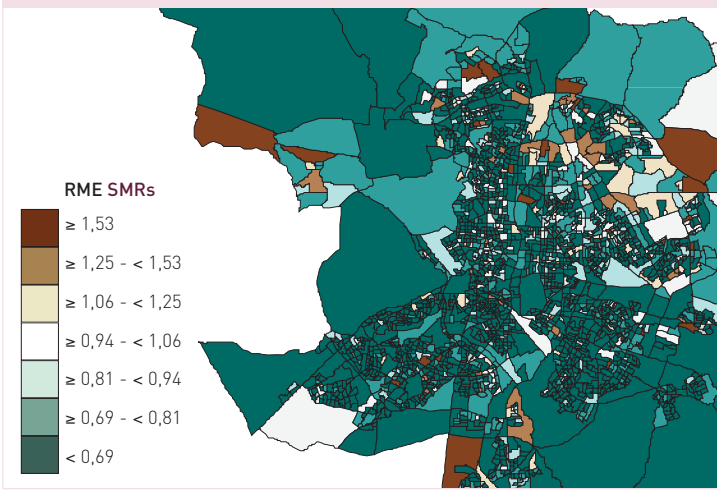 RME SMRs
≥ 1,53
≥ 1,25 - < 1,53
≥ 1,06 - < 1,25
≥ 0,94 - < 1,06
≥ 0,81 - < 0,94
≥ 0,69 - < 0,81
< 0,69